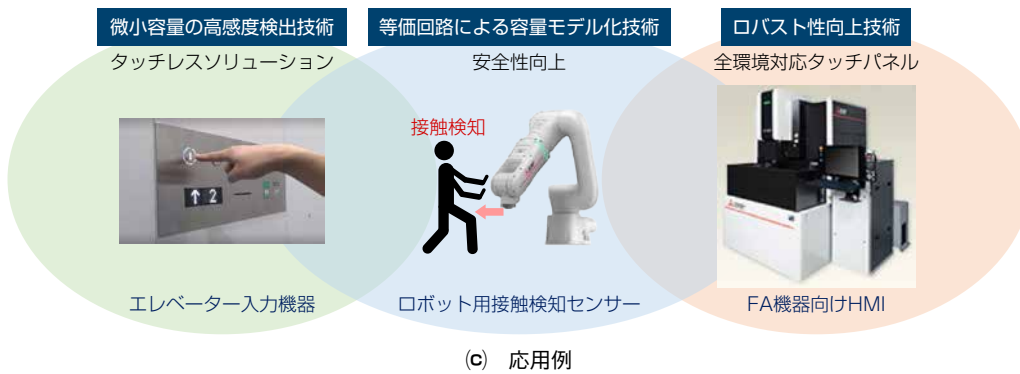 微小容量の高感度検出技術
等価回路による容量モデル化技術
ロバスト性向上技術
タッチレスソリューション
安全性向上
全環境対応タッチパネル
接触検知
2
エレベーター入力機器
ロボット用接触検知センサー
FA機器向けHMI
(c) 応用例